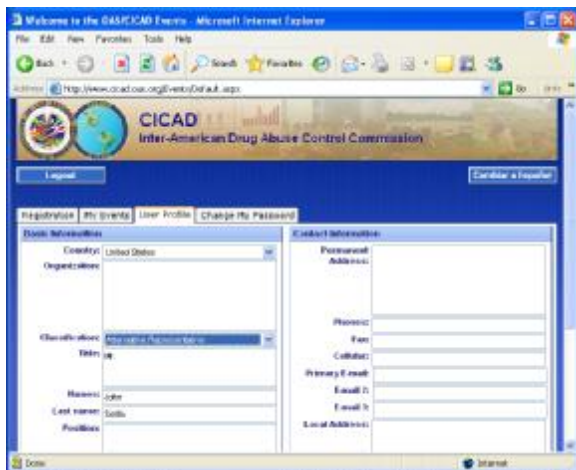 Welcome to the OAS/CICAD Events - Microsoft Internet Explorer
File Edit View Favorites Tools Help
Back Search Favorites
Address http://www.cicad.oas.org/Events/Default.aspx Go
CICAD
Inter-American Drug Abuse Control Commission
Logout Cambiar a Español
Registration My Events User Profile Change My Password
Basic Information
Country: United States
Organization:
Classification: Alternative Representative
Title:
Names: John
Last name:
Position:
Contact Information
Permanent Address:
Phones:
Fax:
Cellular:
Primary E-mail:
E-mail 2:
E-mail 3:
Local Address:
Done Internet